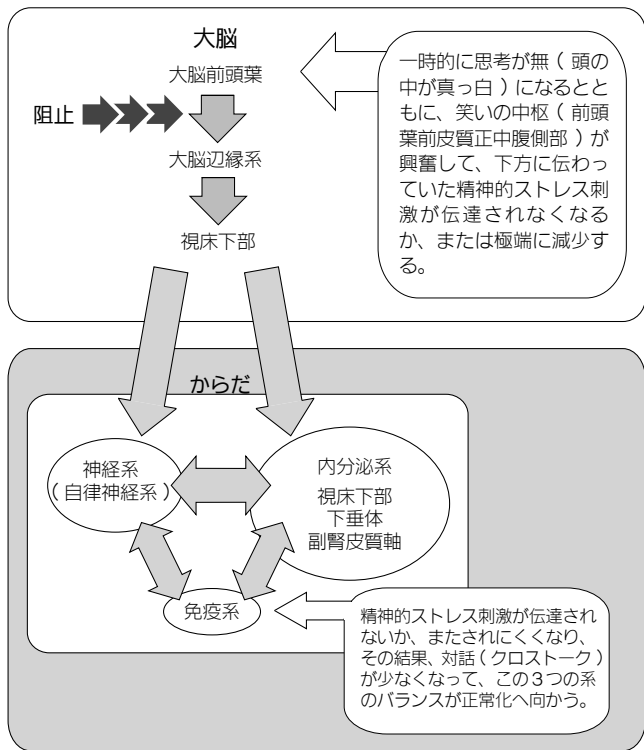 大脳
大脳前頭葉
阻止
大脳辺縁系
視床下部
一時的に思考が無（頭の
中が真っ白）になるとと
もに、笑いの中枢（前頭
葉前皮質正中腹側部）が
興奮して、下方に伝わっ
ていた精神的ストレス刺
激が伝達されなくなる
か、または極端に減少す
る。
からだ
神経系
（自律神経系）
内分泌系
視床下部
下垂体
副腎皮質軸
免疫系
精神的ストレス刺激が伝達され
ないか、またされにくくなり、
その結果、対話（クロストーク）
が少なくなって、この３つの系
のバランスが正常化へ向かう。